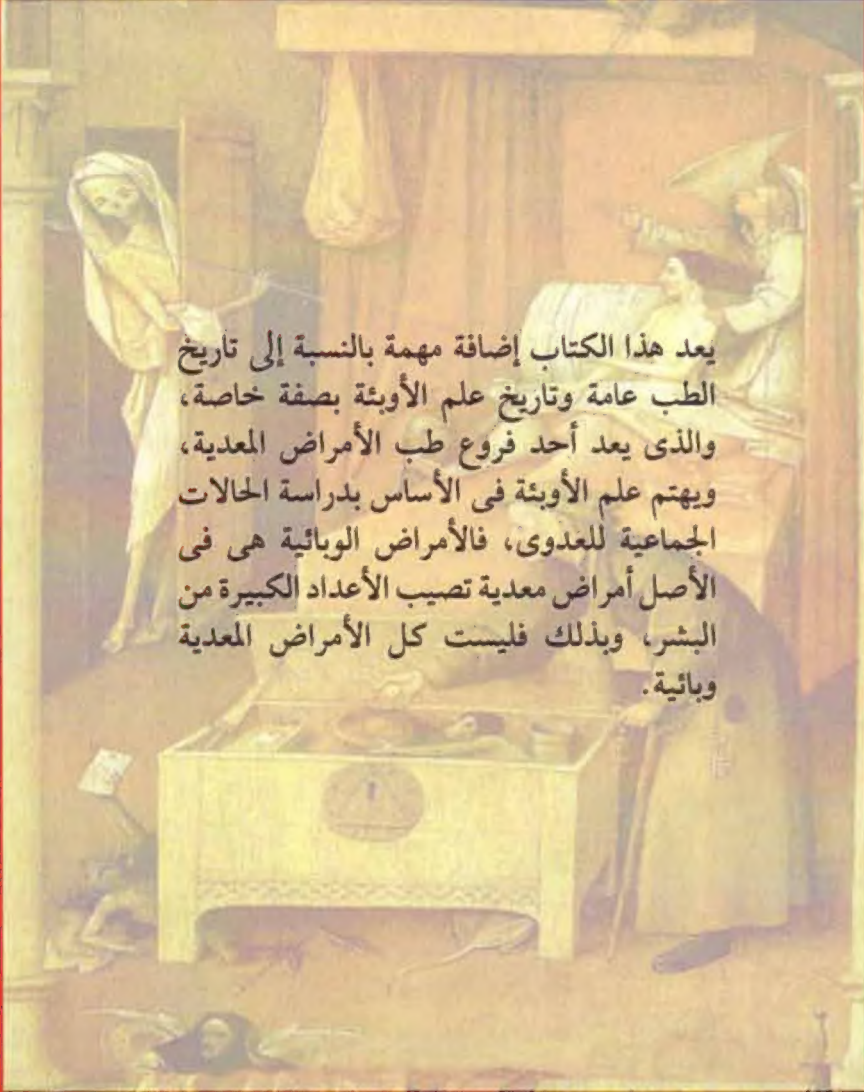 يعد هذا الكتاب إضافة مهمة بالنسبة إلى تاريخ
الطب عامة وتاريخ علم الأوبئة بصفة خاصة،
والذى يعد أحد فروع طب الأمراض المعدية،
ويهتم علم الأوبئة فى الأساس بدراسة الحالات
الجماعية للعدوى، فالأمراض الوبائية هى فى
الأصل أمراض معدية تصيب الأعداد الكبيرة من
البشر، وبذلك فليست كل الأمراض المعدية
وبائية.